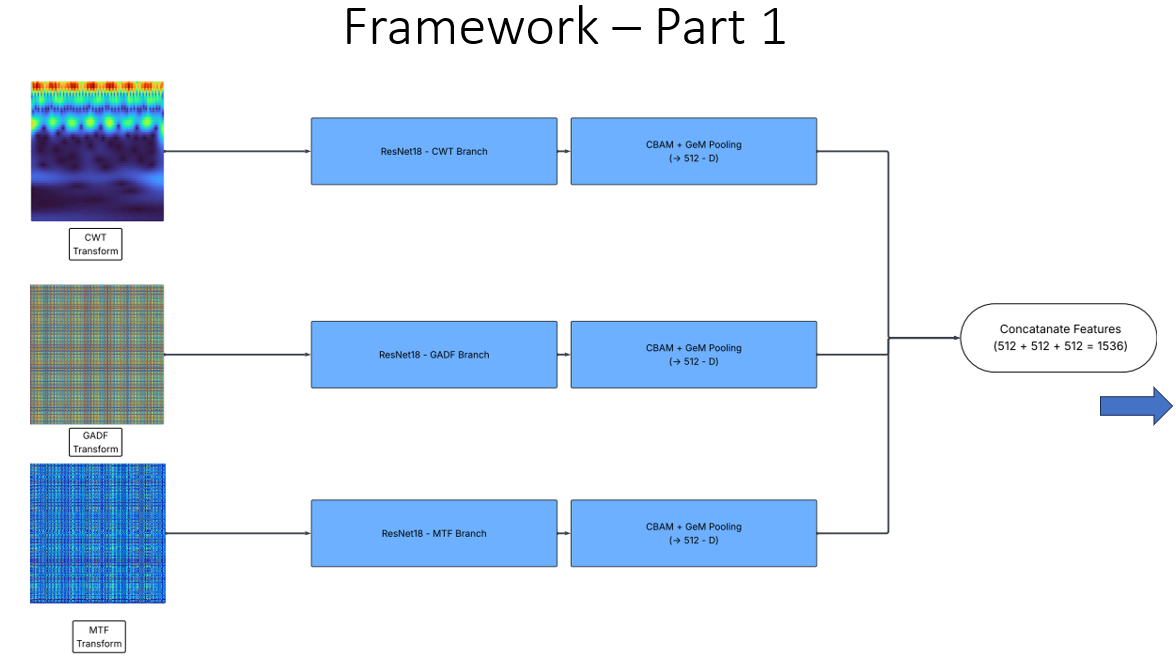 Framework – Part 1
CWT
Transform
ResNet18 - CWT Branch
CBAM + GeM Pooling
(→ 512 - D)
GADF
Transform
ResNet18 - GADF Branch
CBAM + GeM Pooling
(→ 512 - D)
Concatanate Features
(512 + 512 + 512 = 1536)
MTF
Transform
ResNet18 - MTF Branch
CBAM + GeM Pooling
(→ 512 - D)